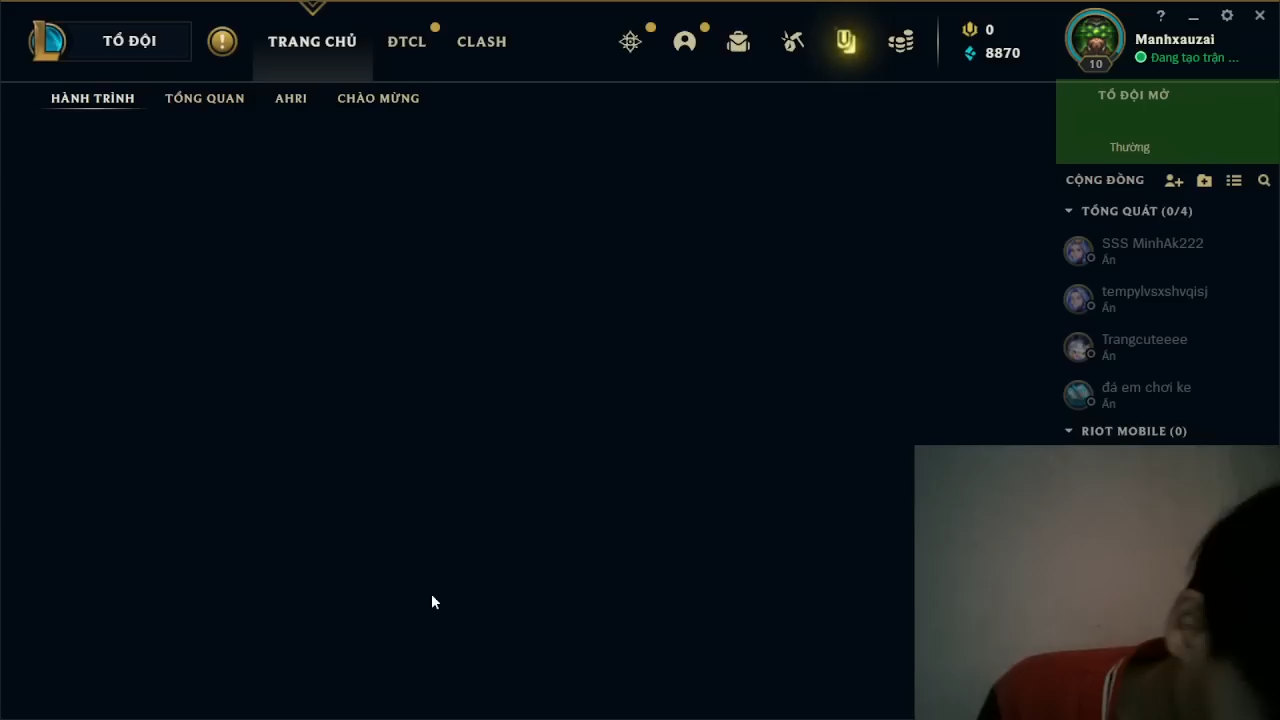 TỔ ĐỘI
TRANG CHỦ
ĐTCL
CLASH
0
8870
?
Manhxauzai
Đang tạo trận ...
10
HÀNH TRÌNH
TỔNG QUAN
AHRI
CHÀO MỪNG
TỔ ĐỘI MỞ
Thường
CỘNG ĐỒNG
TỔNG QUÁT (0/4)
SSS MinhAk222
Ẩn
tempylvsxshvqisj
Ẩn
Trangcuteeee
Ẩn
đá em chơi ke
Ẩn
RIOT MOBILE (0)